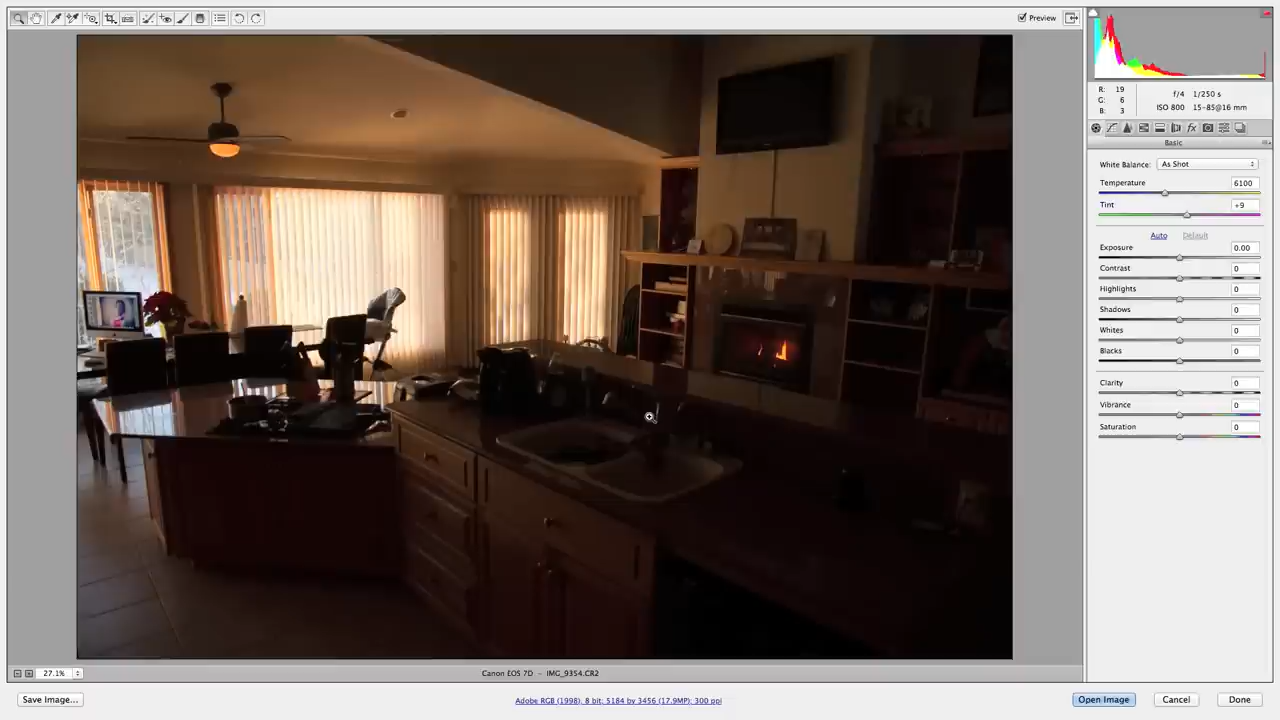 Preview
R: 19
G: 6
B: 3
f/4 1/250 s
ISO 800 15-85@16 mm
Basic
White Balance: As Shot
Temperature 6100
Tint +9
Auto Default
Exposure 0.00
Contrast 0
Highlights 0
Shadows 0
Whites 0
Blacks 0
Clarity 0
Vibrance 0
Saturation 0
27.1%
Canon EOS 7D - IMG_9354.CR2
Save Image...
Adobe RGB (1998); 8 bit; 5184 by 3456 (17.9MP); 300 ppi
Open Image
Cancel
Done